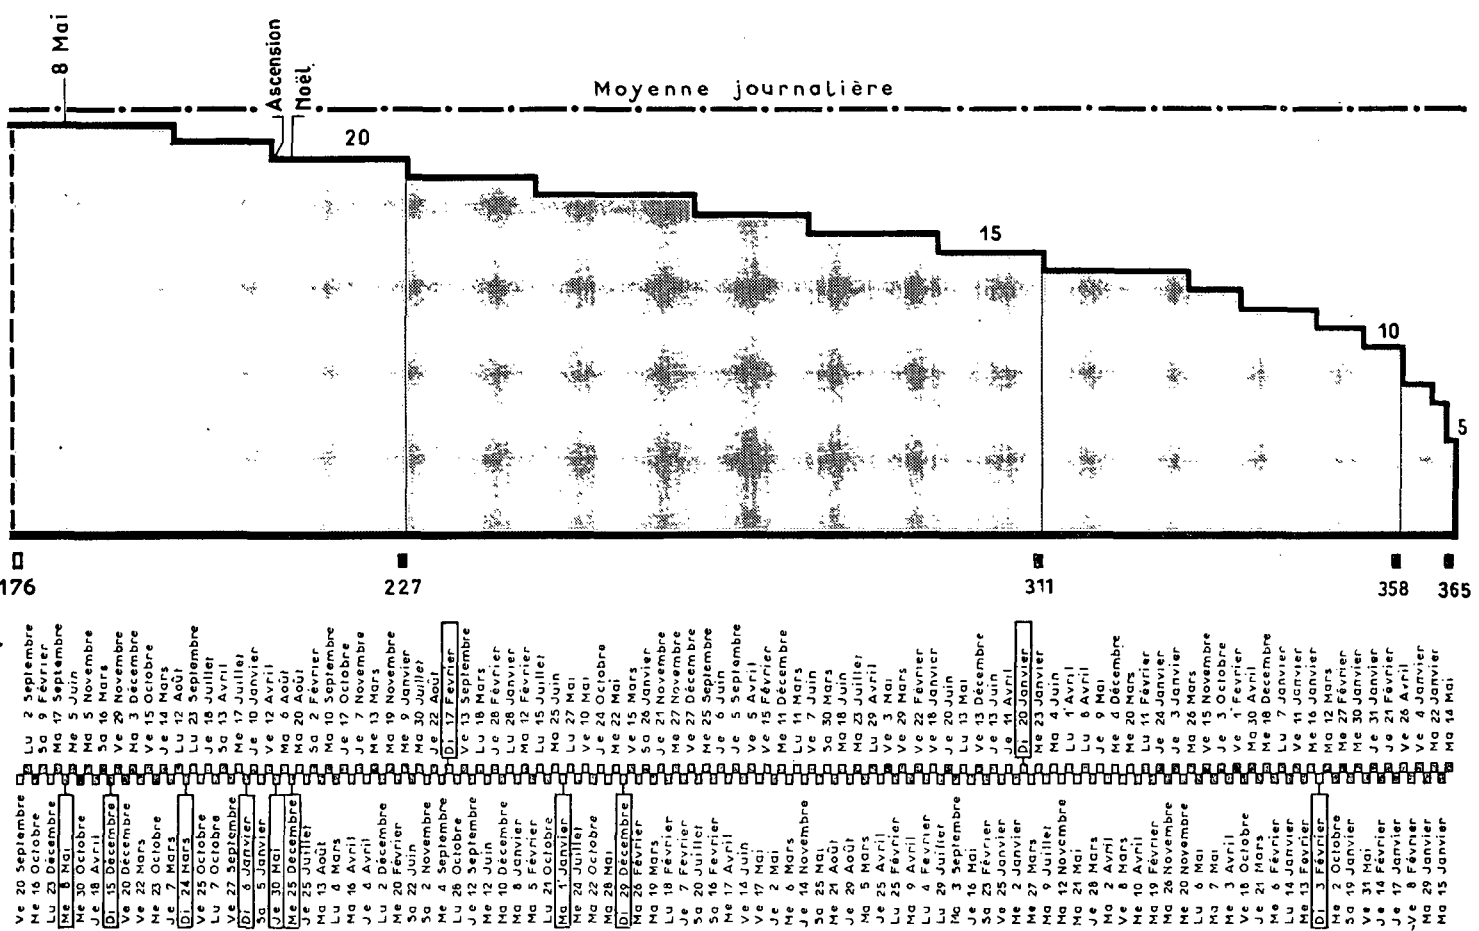 8 Mai
Ascension
Noël
Moyenne journalière
20
15
10
5
176
227
311
358
365
Lu 2 Septembre
Sa 9 Février
Ma 17 Septembre
Me 5 Juin
Ma 5 Novembre
Sa 16 Mars
Ve 29 Novembre
Ma 3 Décembre
Ve 15 Octobre
Je 14 Mars
Lu 12 Août
Lu 23 Septembre
Je 18 Juillet
Sa 13 Avril
Me 17 Juillet
Je 10 Janvier
Ve 12 Avril
Ma 6 Août
Ma 20 Août
Sa 2 Février
Ma 10 Septembre
Je 17 Octobre
Je 7 Novembre
Me 13 Mars
Ma 19 Novembre
Me 9 Janvier
Ma 30 Juillet
Je 22 Août
Di 17 Février
Ve 13 Septembre
Lu 18 Mars
Je 28 Février
Lu 28 Janvier
Ma 12 Février
Lu 15 Juillet
Ma 25 Juin
Lu 27 Mai
Ve 10 Mai
Je 24 Octobre
Me 22 Mai
Ve 15 Mars
Sa 26 Janvier
Je 21 Novembre
Me 27 Novembre
Ve 27 Décembre
Me 25 Septembre
Je 6 Juin
Je 5 Septembre
Ve 5 Avril
Ve 15 Février
Me 11 Décembre
Lu 11 Mars
Ve 7 Juin
Sa 30 Mars
Ma 18 Juin
Ma 23 Juillet
Lu 29 Avril
Ve 3 Mai
Ve 29 Mars
Ve 22 Février
Ve 18 Janvier
Je 20 Juin
Lu 13 Mai
Ve 13 Décembre
Je 13 Juin
Je 11 Avril
Di 20 Janvier
Me 23 Janvier
Ma 4 Juin
Lu 1er Avril
Lu 8 Avril
Je 9 Mai
Me 4 Décembre
Me 20 Mars
Lu 11 Février
Je 24 Janvier
Je 3 Janvier
Ma 26 Mars
Ve 15 Novembre
Je 3 Octobre
Ve 1er Février
Ma 30 Avril
Me 18 Décembre
Lu 7 Janvier
Ve 11 Janvier
Me 16 Janvier
Ma 12 Mars
Me 27 Février
Me 30 Janvier
Je 31 Janvier
Je 21 Février
Ve 26 Avril
Ve 4 Janvier
Ma 22 Janvier
Ma 14 Mai
Ve 20 Septembre
Me 16 Octobre
Lu 23 Décembre
Me 8 Mai
Me 30 Octobre
Je 18 Avril
Di 15 Décembre
Ve 20 Décembre
Ve 22 Mars
Me 23 Octobre
Je 7 Mars
Di 24 Mars
Ve 25 Octobre
Lu 7 Octobre
Ve 27 Septembre
Di 6 Janvier
Sa 5 Janvier
Je 30 Mai
Me 25 Décembre
Je 25 Juillet
Ma 13 Août
Lu 4 Mars
Ma 16 Avril
Je 4 Avril
Lu 2 Décembre
Me 20 Février
Sa 22 Juin
Sa 2 Novembre
Me 4 Septembre
Lu 28 Octobre
Je 12 Septembre
Me 12 Juin
Ma 10 Décembre
Ma 8 Janvier
Ma 5 Février
Lu 21 Octobre
Ma 1er Janvier
Me 24 Juillet
Ma 22 Octobre
Ma 28 Mai
Di 29 Décembre
Ma 26 Février
Ma 19 Mars
Lu 18 Février
Je 7 Février
Sa 20 Juillet
Sa 16 Février
Me 17 Avril
Ve 14 Juin
Ve 17 Mai
Je 2 Mai
Me 6 Mars
Je 14 Novembre
Sa 25 Mai
Me 21 Août
Je 29 Août
Ma 5 Mars
Je 25 Avril
Lu 25 Février
Ma 9 Avril
Lu 4 Février
Lu 29 Juillet
Ma 3 Septembre
Je 16 Mai
Sa 23 Février
Ve 25 Janvier
Me 2 Janvier
Me 27 Mars
Ma 9 Juillet
Ma 12 Novembre
Ma 21 Mai
Je 28 Mars
Ma 2 Avril
Ve 8 Mars
Me 10 Avril
Ma 19 Février
Ma 26 Novembre
Me 20 Novembre
Lu 6 Mai
Ma 7 Mai
Me 3 Avril
Ve 18 Octobre
Je 21 Mars
Me 6 Février
Lu 14 Janvier
Me 13 Février
Di 3 Février
Me 2 Octobre
Sa 19 Janvier
Ve 31 Mai
Je 14 Février
Je 17 Janvier
Ve 8 Février
Ma 29 Janvier
Ma 15 Janvier